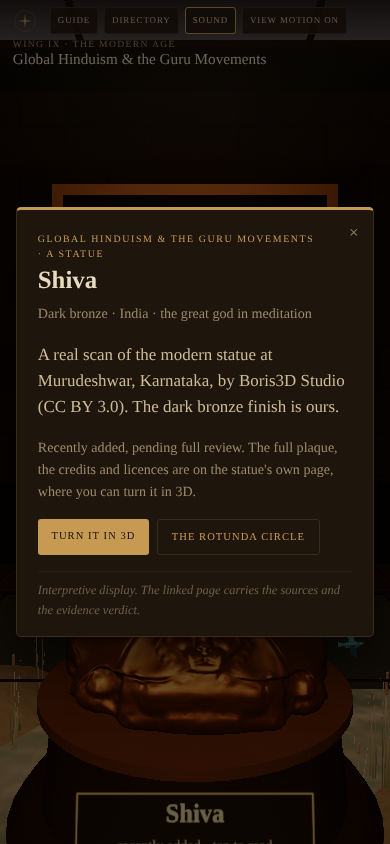 GUIDE
DIRECTORY
SOUND
VIEW MOTION ON
WING IX · THE MODERN AGE
Global Hinduism & the Guru Movements
×
GLOBAL HINDUISM & THE GURU MOVEMENTS
· A STATUE
Shiva
Dark bronze · India · the great god in meditation
A real scan of the modern statue at
Murudeshwar, Karnataka, by Boris3D Studio
(CC BY 3.0). The dark bronze finish is ours.
Recently added, pending full review. The full plaque,
the credits and licences are on the statue's own page,
where you can turn it in 3D.
TURN IT IN 3D
THE ROTUNDA CIRCLE
Interpretive display. The linked page carries the sources and
the evidence verdict.
Shiva